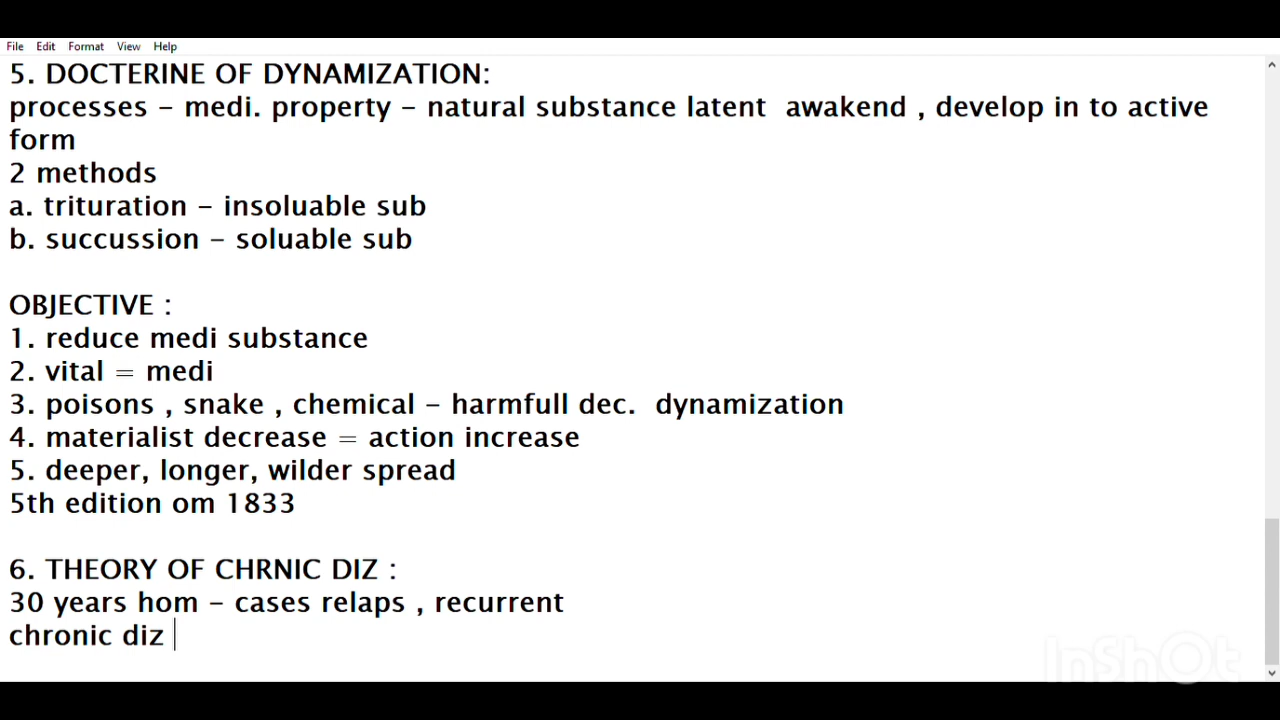 File Edit Format View Help
5. DOCTERINE OF DYNAMIZATION:
processes – medi. property – natural substance latent awakend , develop in to active
form
2 methods
a. trituration – insoluable sub
b. succussion – soluable sub
OBJECTIVE :
1. reduce medi substance
2. vital = medi
3. poisons , snake , chemical – harmfull dec. dynamization
4. materialist decrease = action increase
5. deeper, longer, wilder spread
5th edition om 1833
6. THEORY OF CHRNIC DIZ :
30 years hom – cases relaps , recurrent
chronic diz
InShOt